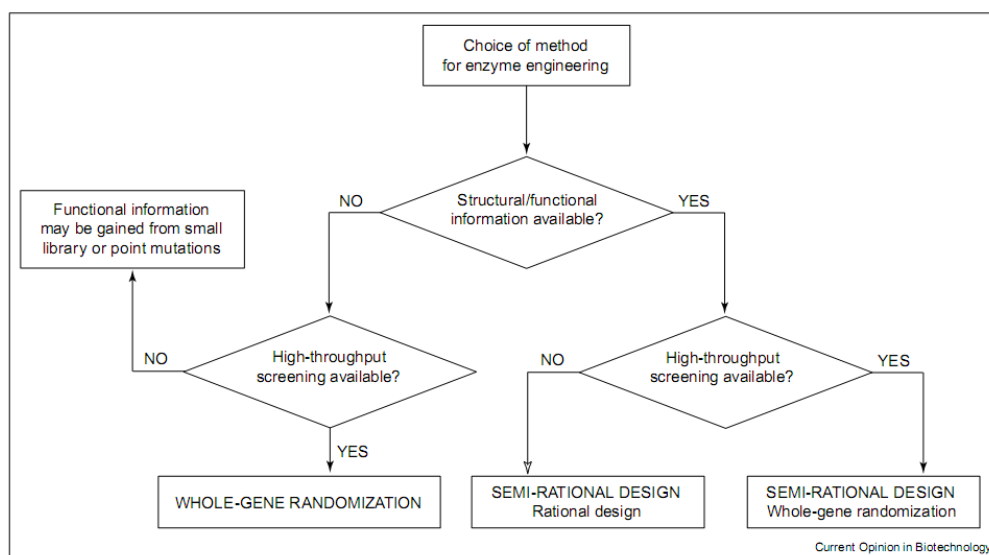 Choice of method
for enzyme engineering
NO
Structural/functional
information available?
YES
Functional information
may be gained from small
library or point mutations
NO
High-throughput
screening available?
YES
NO
High-throughput
screening available?
YES
WHOLE-GENE RANDOMIZATION
SEMI-RATIONAL DESIGN
Rational design
SEMI-RATIONAL DESIGN
Whole-gene randomization
Current Opinion in Biotechnology